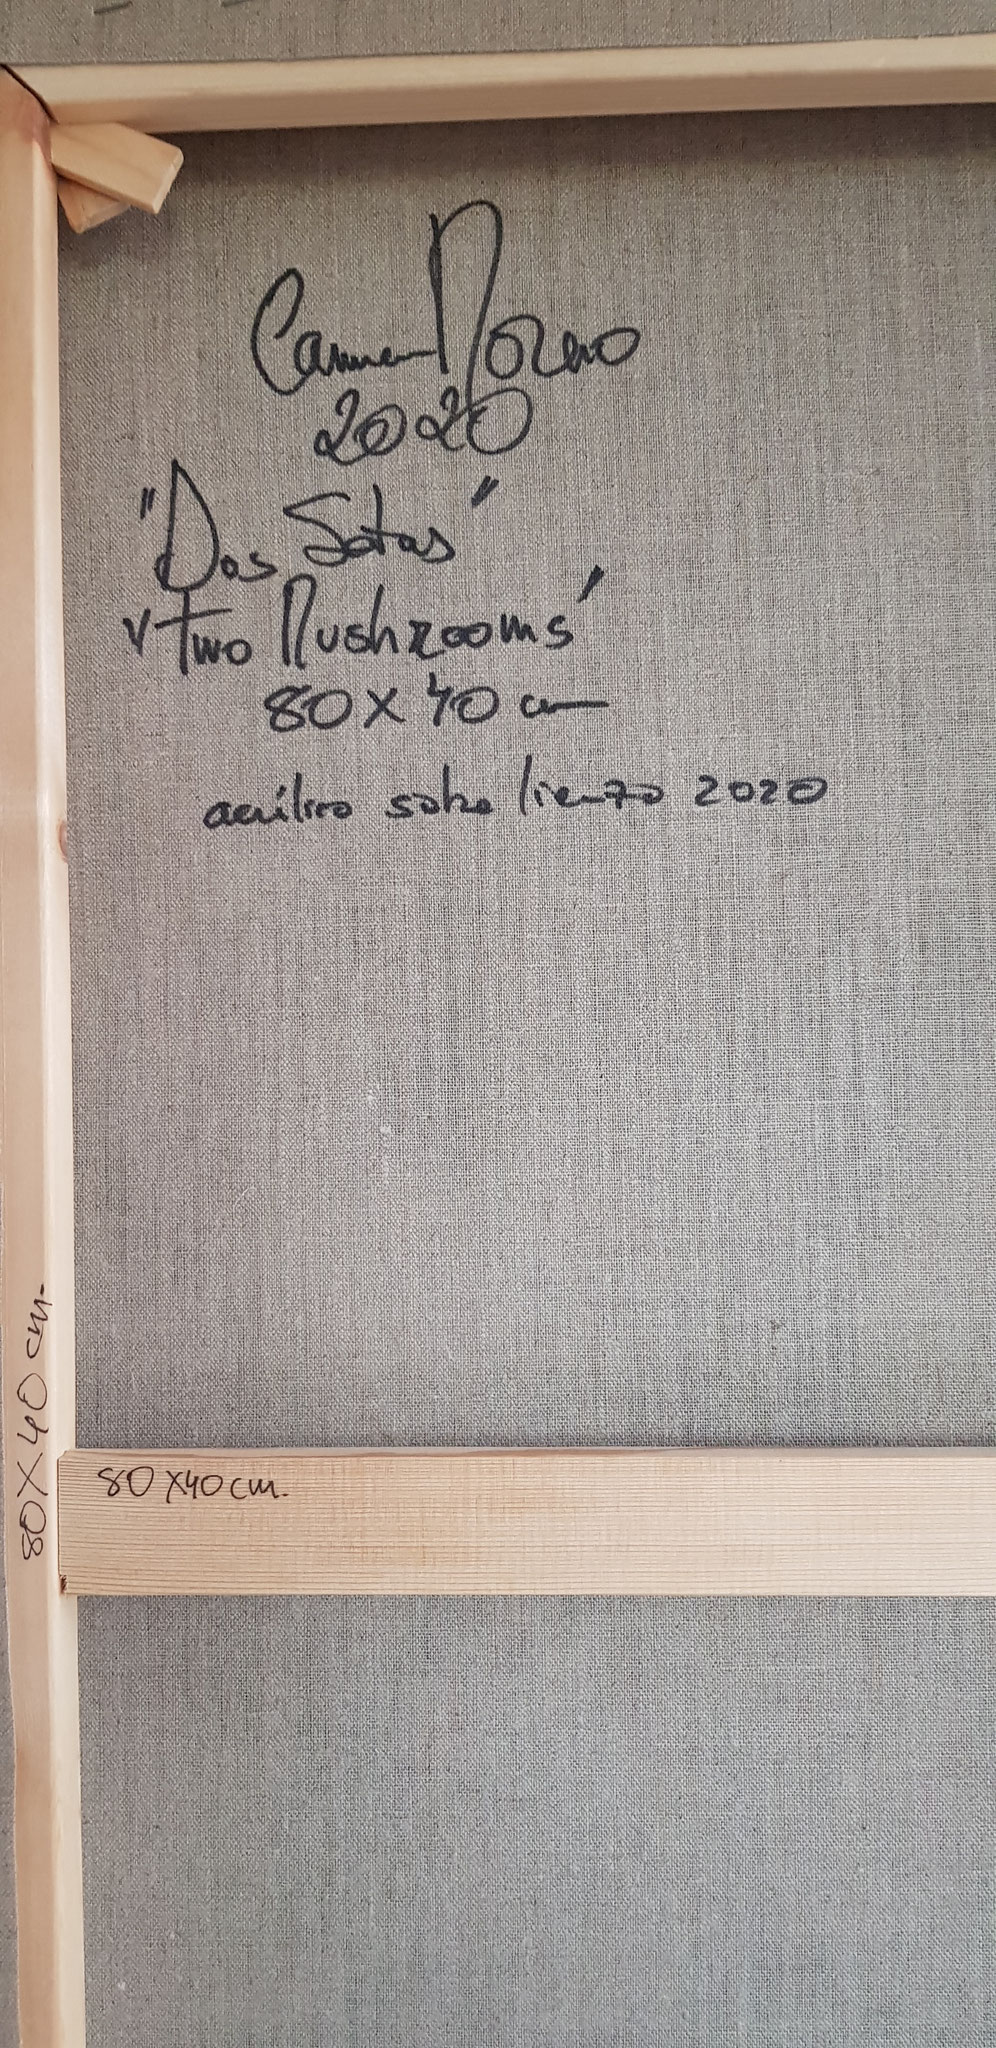 Carmen Moreno
2020
"Dos Setas"
"Two Mushrooms"
80 X 40 cm
acrílico sobre lienzo 2020
80 X 40 cm.
80 X 40 cm.